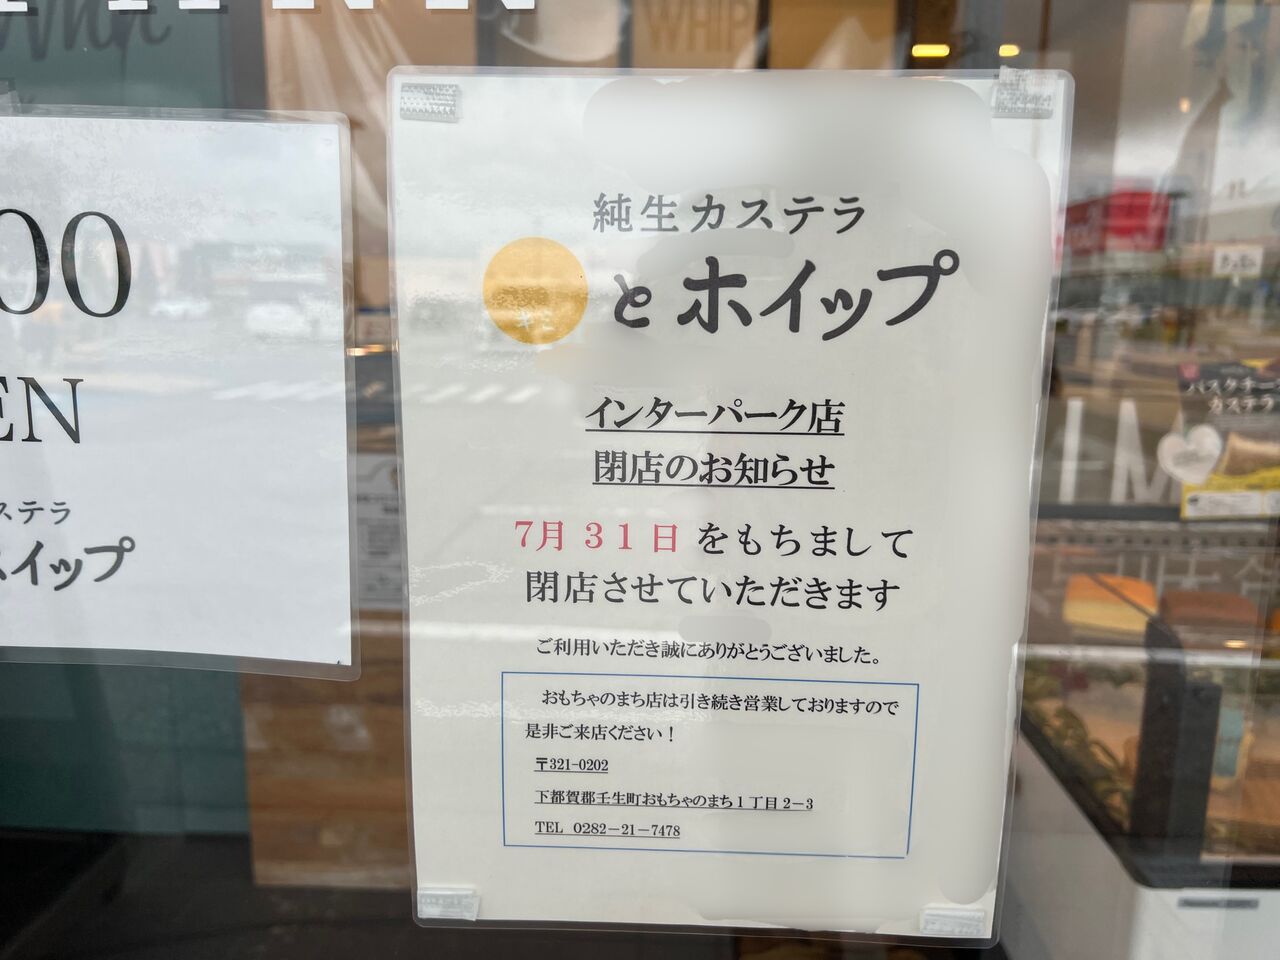 WHIP
純生カステラ
とホイップ
インターパーク店
閉店のお知らせ
7月31日をもちまして
閉店させていただきます
ご利用いただき誠にありがとうございました。
おもちゃのまち店は引き続き営業しておりますので
是非ご来店ください！
〒321-0202
下都賀郡壬生町おもちゃのまち1丁目2－3
TEL 0282－21－7478
00
EN
ステラ
ホイップ
カステラ